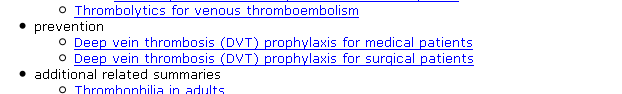 Thrombolytics for venous thromboembolism
prevention
Deep vein thrombosis (DVT) prophylaxis for medical patients
Deep vein thrombosis (DVT) prophylaxis for surgical patients
additional related summaries
Thrombophilia in adults